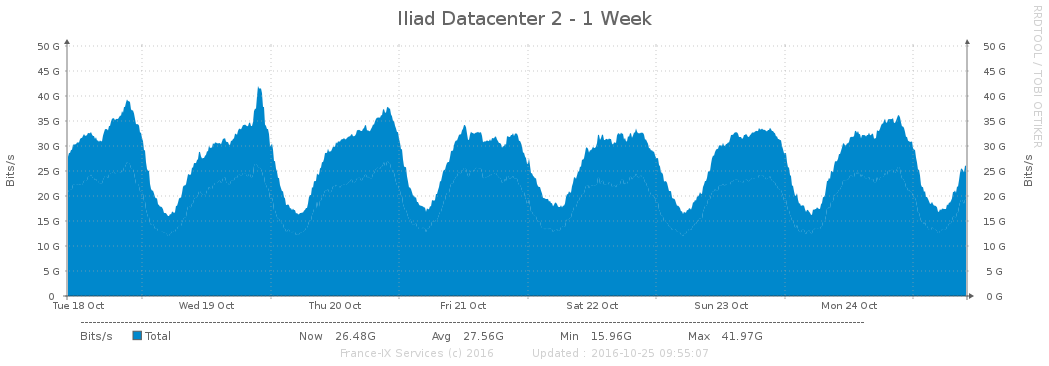 Iliad Datacenter 2 - 1 Week
RRDTOOL / TOBI OETIKER
Bits/s
50 G 50 G
45 G 45 G
40 G 40 G
35 G 35 G
30 G 30 G
25 G 25 G
20 G 20 G
15 G 15 G
10 G 10 G
5 G 5 G
0 0 G
Bits/s
Tue 18 Oct Wed 19 Oct Thu 20 Oct Fri 21 Oct Sat 22 Oct Sun 23 Oct Mon 24 Oct
Bits/s Total Now 26.48G Avg 27.56G Min 15.96G Max 41.97G
France-IX Services (c) 2016 Updated : 2016-10-25 09:55:07